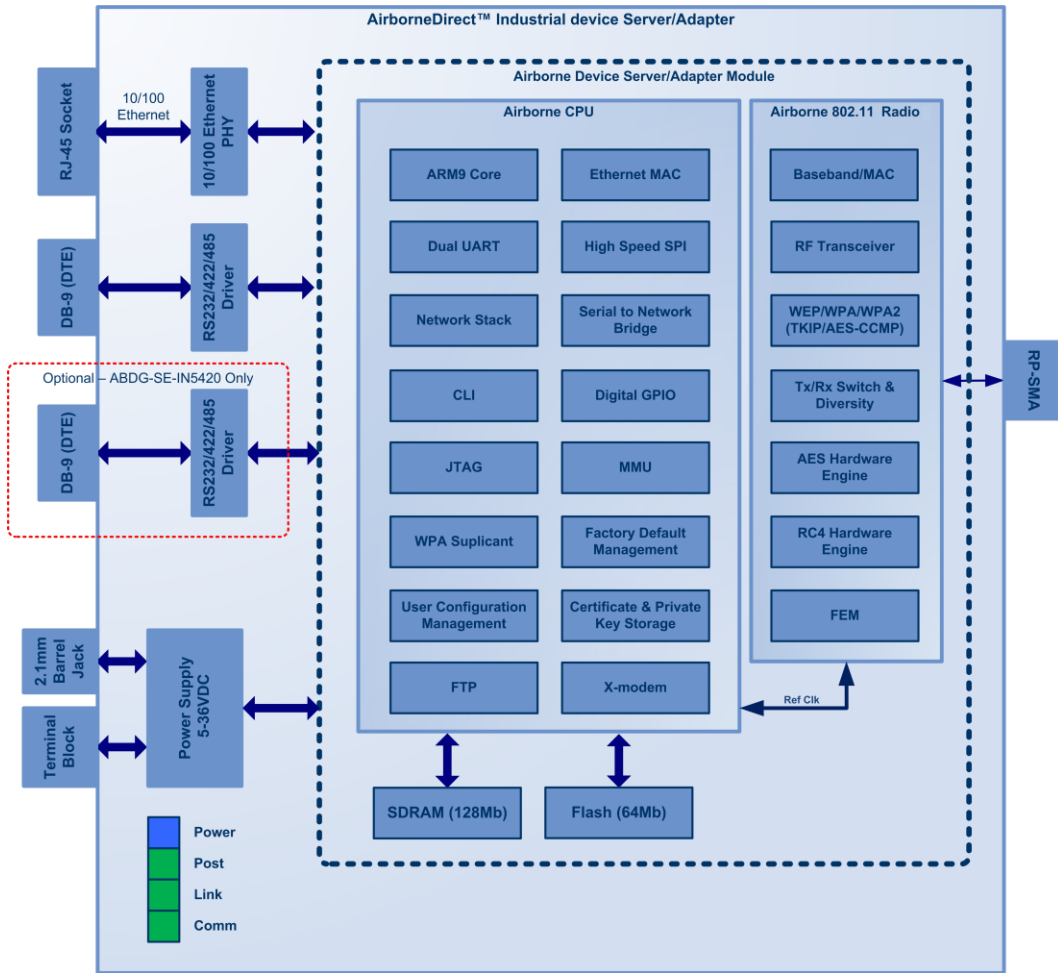 AirborneDirect™ Industrial device Server/Adapter
Airborne Device Server/Adapter Module
RJ-45 Socket
10/100
Ethernet
10/100 Ethernet
PHY
DB-9 (DTE)
RS232/422/485
Driver
Optional – ABDG-SE-IN5420 Only
DB-9 (DTE)
RS232/422/485
Driver
2.1mm
Barrel
Jack
Terminal
Block
Power Supply
5-36VDC
Power
Post
Link
Comm
Airborne CPU
ARM9 Core
Ethernet MAC
Dual UART
High Speed SPI
Network Stack
Serial to Network
Bridge
CLI
Digital GPIO
JTAG
MMU
WPA Suplicant
Factory Default
Management
User Configuration
Management
Certificate & Private
Key Storage
FTP
X-modem
SDRAM (128Mb)
Flash (64Mb)
Airborne 802.11 Radio
Baseband/MAC
RF Transceiver
WEP/WPA/WPA2
(TKIP/AES-CCMP)
Tx/Rx Switch &
Diversity
AES Hardware
Engine
RC4 Hardware
Engine
FEM
Ref Clk
RP-SMA